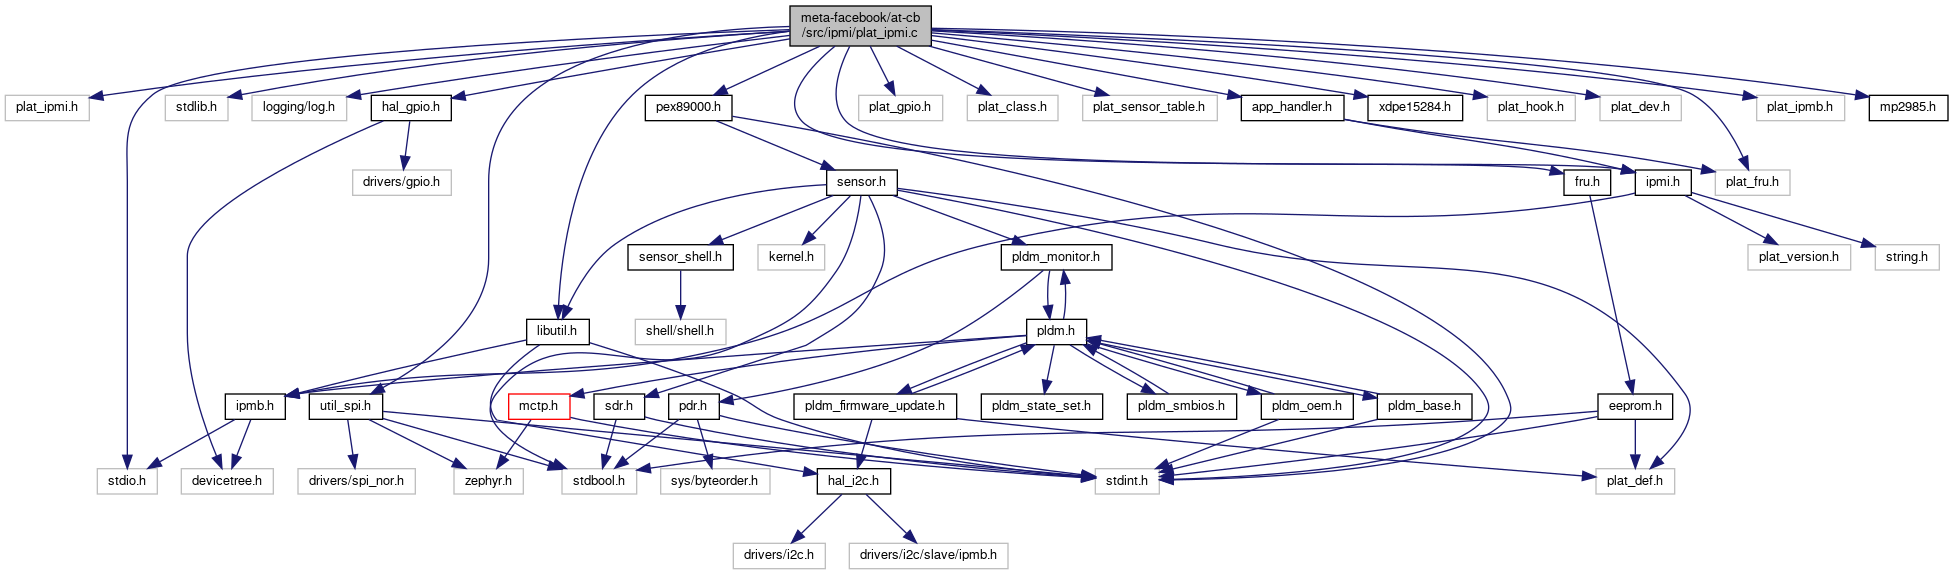 meta-facebook/at-cb
/src/ipmi/plat_ipmi.c
plat_ipmi.h
stdlib.h
logging/log.h
hal_gpio.h
pex89000.h
plat_gpio.h
plat_class.h
plat_sensor_table.h
app_handler.h
xdpe15284.h
plat_hook.h
plat_dev.h
plat_ipmb.h
mp2985.h
drivers/gpio.h
sensor.h
fru.h
ipmi.h
plat_fru.h
sensor_shell.h
kernel.h
pldm_monitor.h
plat_version.h
string.h
libutil.h
shell/shell.h
pldm.h
ipmb.h
util_spi.h
mctp.h
sdr.h
pdr.h
pldm_firmware_update.h
pldm_state_set.h
pldm_smbios.h
pldm_oem.h
pldm_base.h
eeprom.h
stdio.h
devicetree.h
drivers/spi_nor.h
zephyr.h
stdbool.h
sys/byteorder.h
hal_i2c.h
stdint.h
plat_def.h
drivers/i2c.h
drivers/i2c/slave/ipmb.h